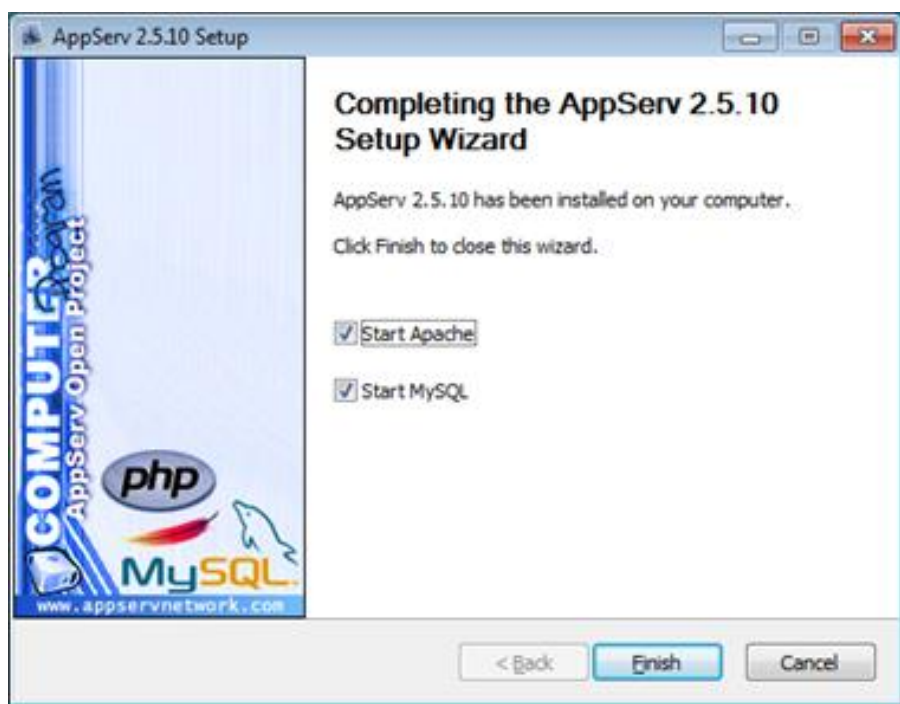 AppServ 2.5.10 Setup
Completing the AppServ 2.5.10
Setup Wizard
AppServ 2.5.10 has been installed on your computer.
Click Finish to close this wizard.
Start Apache
Start MySQL
COMPUTER
Program
AppServ Open Project
php
MySQL
www.appservnetwork.com
< Back
Finish
Cancel